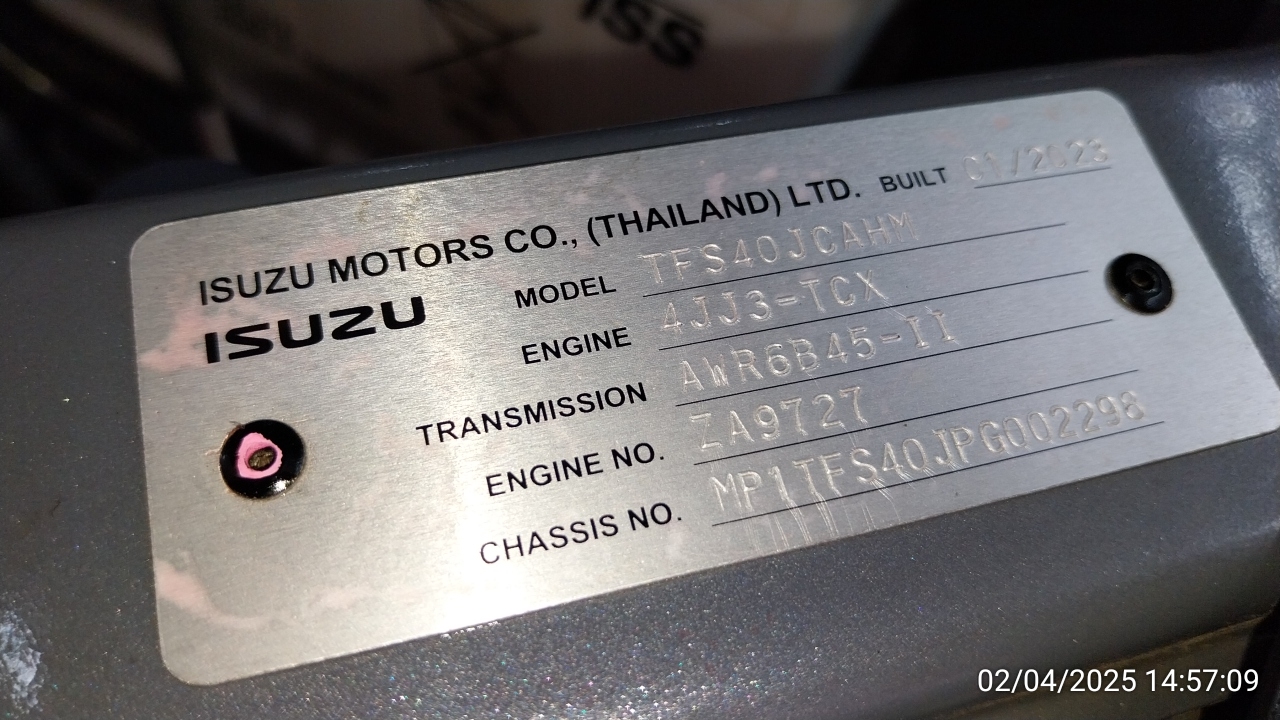 ISS
ISUZU MOTORS CO., (THAILAND) LTD. BUILT 01/2023
ISUZU
MODEL TFS40JCAHM
ENGINE 4JJ3-TCX
TRANSMISSION AWR6B45-II
ENGINE NO. ZA9727
CHASSIS NO. MP1TFS40JPG002298
02/04/2025 14:57:09